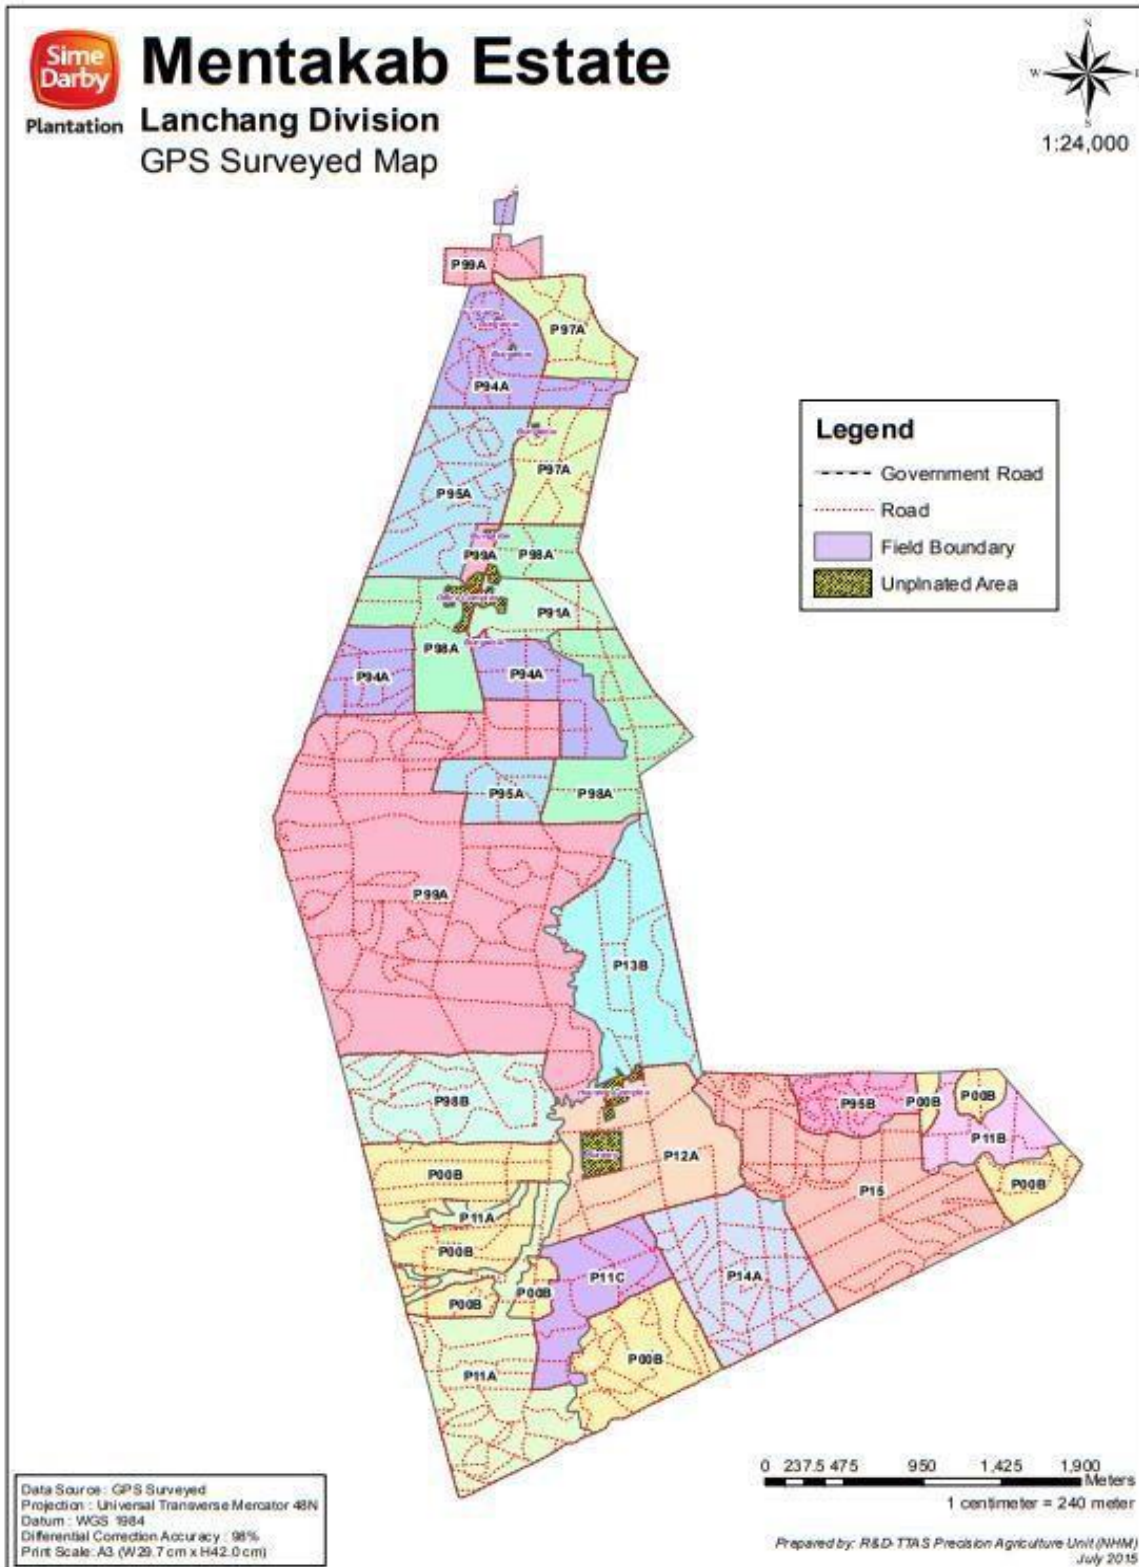 Sime
Darby
Plantation
Mentakab Estate
Lanchang Division
GPS Surveyed Map
N
W
S
1:24,000
P99A
P97A
Bungalow
P94A
Bungalow
P97A
P95A
P99A
P98A
Office Complex
P91A
Bungalow
P98A
P94A
P94A
P95A
P98A
P99A
P13B
P98B
P95B
P00B
P00B
P11B
P12A
P00B
P00B
P15
P11A
P00B
P11C
P14A
P00B
P00B
P00B
P11A
Legend
Government Road
Road
Field Boundary
Unplnated Area
0 237.5 475 950 1,425 1,900
Meters
1 centimeter = 240 meter
Data Source : GPS Surveyed
Projection : Universal Transverse Mercator 48N
Datum : WGS 1984
Differential Correction Accuracy : 98%
Print Scale: A3 (W29.7 cm x H42.0 cm)
Prepared by: R&D-TTAS Precision Agriculture Unit (NHM)